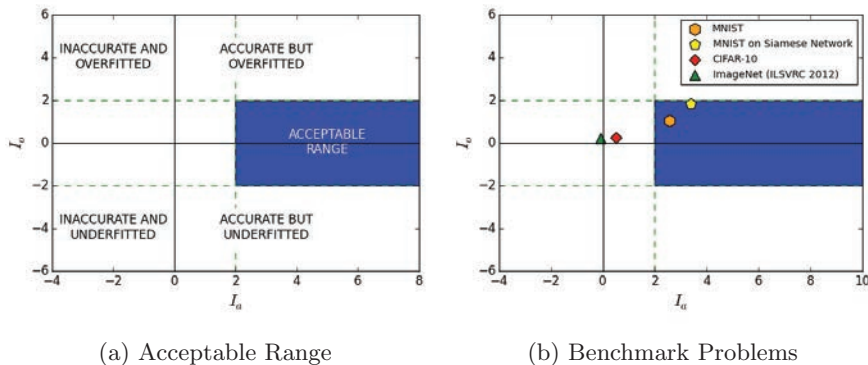 6
4
2
0
−2
−4
−6
−4
−2
0
2
4
6
8
I_o
I_a
INACCURATE AND
OVERFITTED
ACCURATE BUT
OVERFITTED
ACCEPTABLE
RANGE
INACCURATE AND
UNDERFITTED
ACCURATE BUT
UNDERFITTED
(a) Acceptable Range
6
4
2
0
−2
−4
−6
−4
−2
0
2
4
6
8
10
I_o
I_a
MNIST
MNIST on Siamese Network
CIFAR-10
ImageNet (ILSVRC 2012)
(b) Benchmark Problems